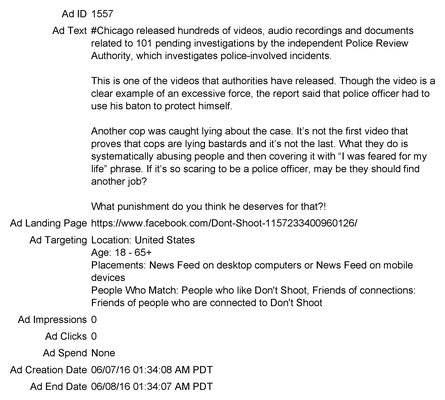 Ad ID 1557
Ad Text #Chicago released hundreds of videos, audio recordings and documents
related to 101 pending investigations by the independent Police Review
Authority, which investigates police-involved incidents.
This is one of the videos that authorities have released. Though the video is a
clear example of an excessive force, the report said that police officer had to
use his baton to protect himself.
Another cop was caught lying about the case. It's not the first video that
proves that cops are lying bastards and it's not the last. What they do is
systematically abusing people and then covering it with “I was feared for my
life” phrase. If it's so scaring to be a police officer, may be they should find
another job?
What punishment do you think he deserves for that?!
Ad Landing Page https://www.facebook.com/Dont-Shoot-1157233400960126/
Ad Targeting Location: United States
Age: 18 - 65+
Placements: News Feed on desktop computers or News Feed on mobile
devices
People Who Match: People who like Don't Shoot, Friends of connections:
Friends of people who are connected to Don't Shoot
Ad Impressions 0
Ad Clicks 0
Ad Spend None
Ad Creation Date 06/07/16 01:34:08 AM PDT
Ad End Date 06/08/16 01:34:07 AM PDT